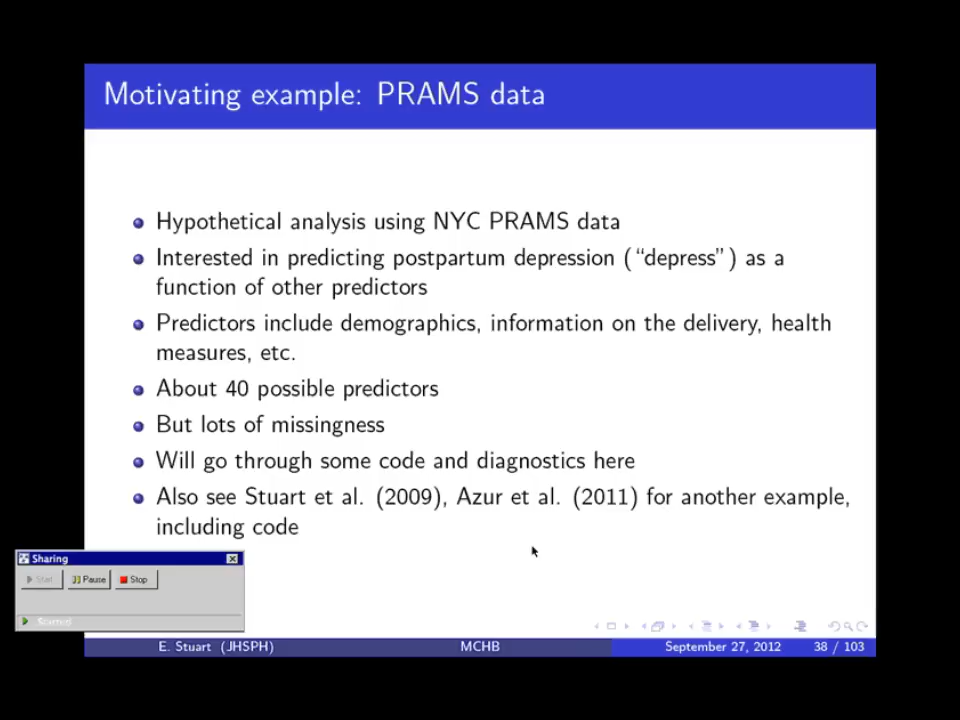 Motivating example: PRAMS data
Hypothetical analysis using NYC PRAMS data
Interested in predicting postpartum depression (“depress”) as a
function of other predictors
Predictors include demographics, information on the delivery, health
measures, etc.
About 40 possible predictors
But lots of missingness
Will go through some code and diagnostics here
Also see Stuart et al. (2009), Azur et al. (2011) for another example,
including code
Sharing
Start Pause Stop
E. Stuart (JHSPH) MCHB September 27, 2012 38 / 103